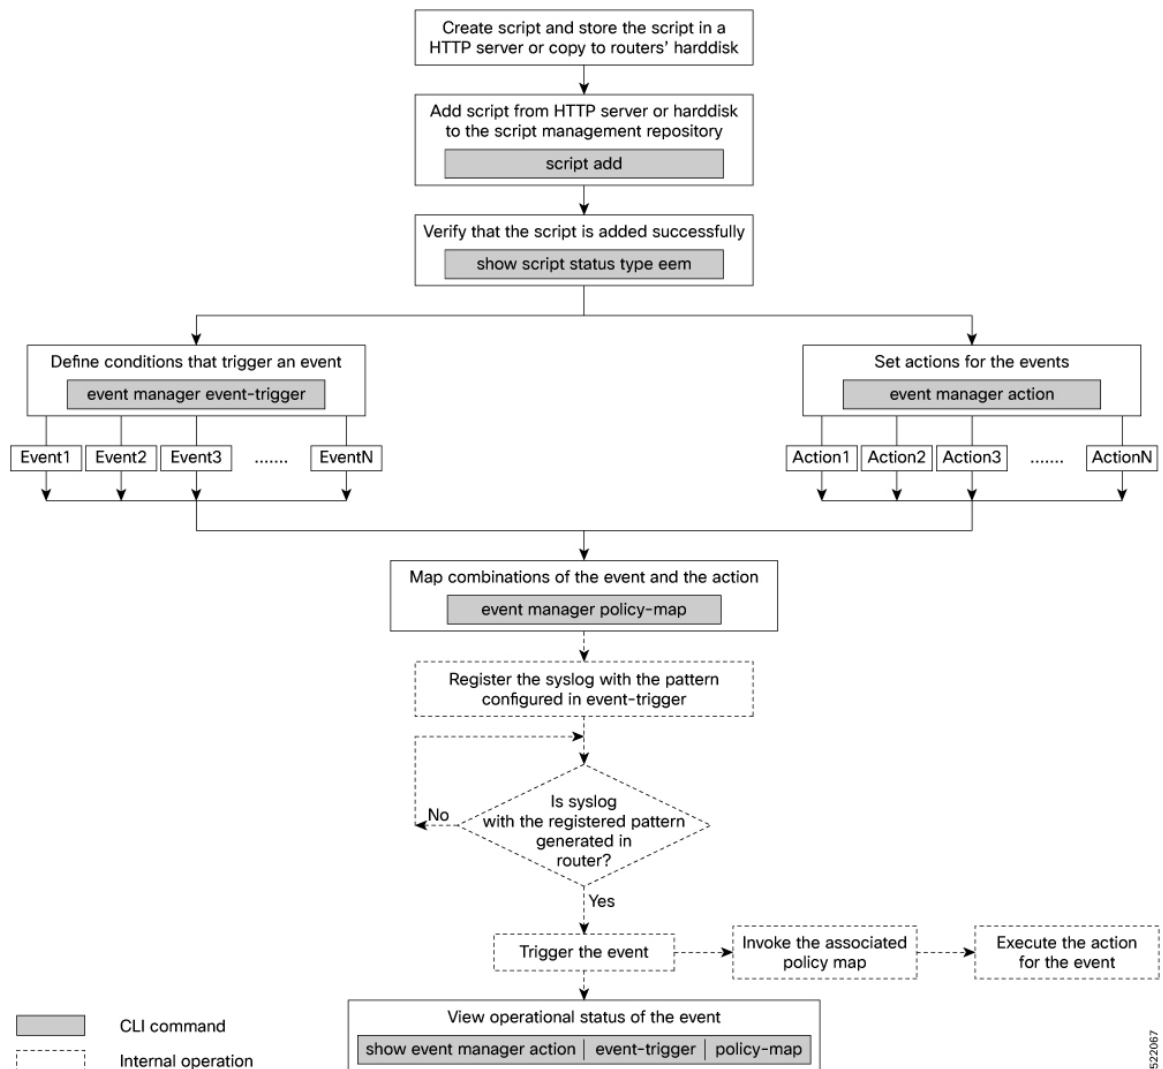 Create script and store the script in a
HTTP server or copy to routers' harddisk
Add script from HTTP server or harddisk
to the script management repository
script add
Verify that the script is added successfully
show script status type eem
Define conditions that trigger an event
event manager event-trigger
Event1
Event2
Event3
.......
EventN
Set actions for the events
event manager action
Action1
Action2
Action3
.......
ActionN
Map combinations of the event and the action
event manager policy-map
Register the syslog with the pattern
configured in event-trigger
Is syslog
with the registered pattern
generated in
router?
No
Yes
Trigger the event
Invoke the associated
policy map
Execute the action
for the event
View operational status of the event
show event manager action | event-trigger | policy-map
CLI command
Internal operation
522067